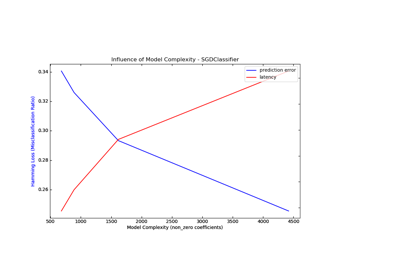 Influence of Model Complexity - SGDClassifier
prediction error
latency
Hamming Loss (Misclassification Ratio)
0.34
0.32
0.30
0.28
0.26
500 1000 1500 2000 2500 3000 3500 4000 4500
Model Complexity (non_zero coefficients)